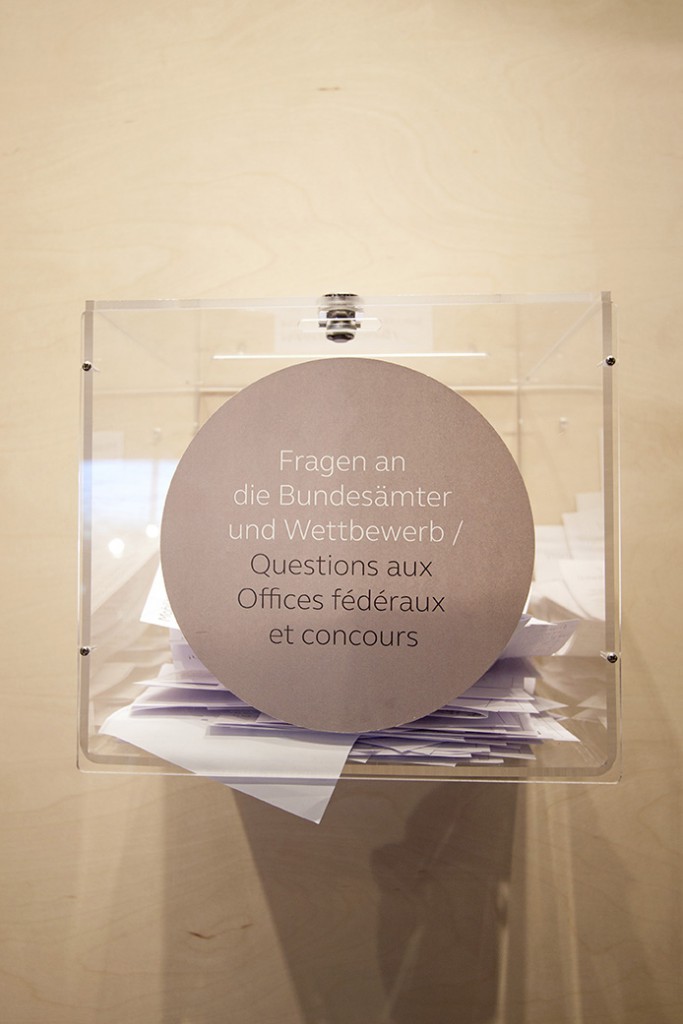 Fragen an
die Bundesämter
und Wettbewerb /
Questions aux
Offices fédéraux
et concours